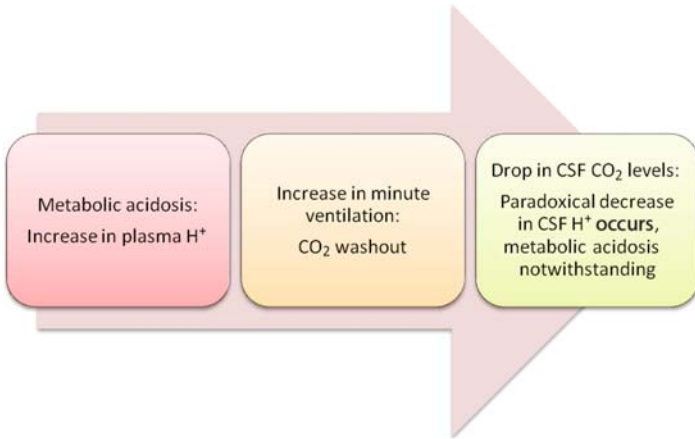 Metabolic acidosis:
Increase in plasma H⁺
Increase in minute
ventilation:
CO₂ washout
Drop in CSF CO₂ levels:
Paradoxical decrease
in CSF H⁺ occurs,
metabolic acidosis
notwithstanding